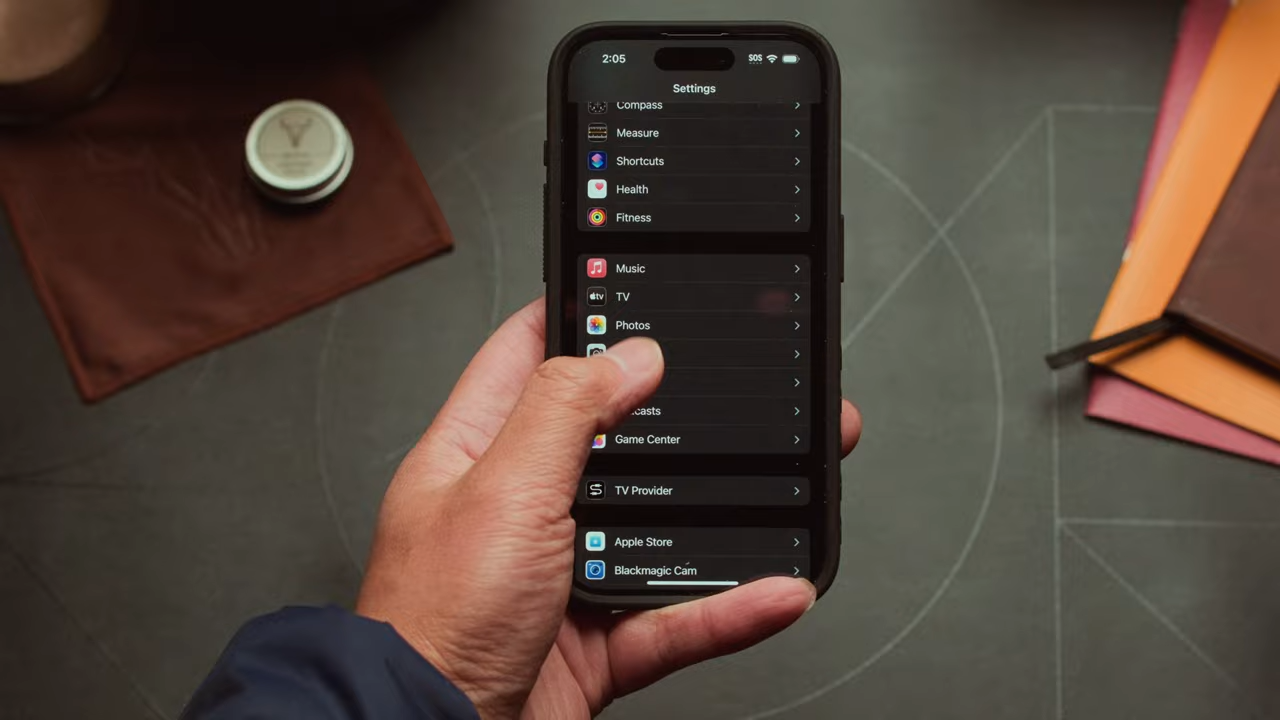 2:05
SOS
Settings
Compass
Measure
Shortcuts
Health
Fitness
Music
tv TV
Photos
casts
Game Center
TV Provider
Apple Store
Blackmagic Cam